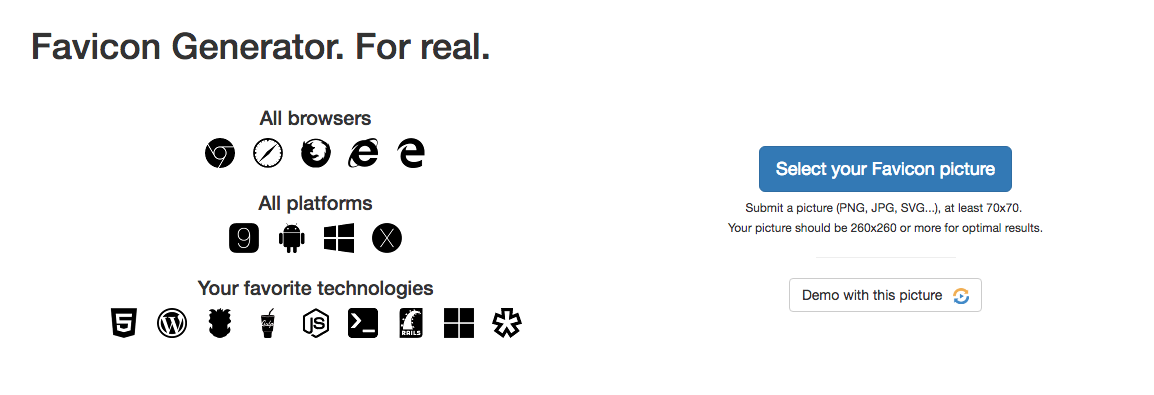 Favicon Generator. For real.
All browsers
All platforms
9
X
Your favorite technologies
5
W
Gulp
JS
>_
RAILS
Select your Favicon picture
Submit a picture (PNG, JPG, SVG...), at least 70x70.
Your picture should be 260x260 or more for optimal results.
Demo with this picture